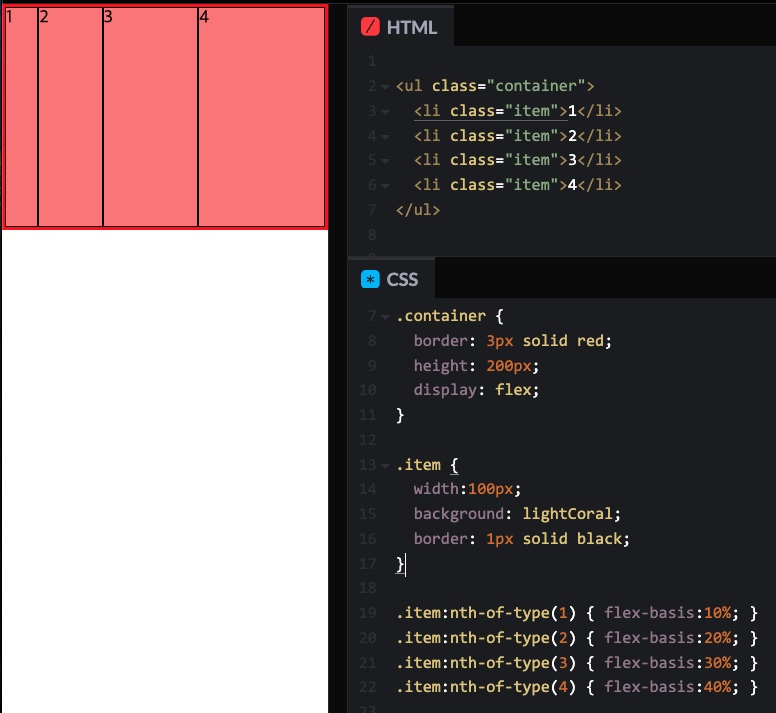 1 2 3 4
HTML
1
2 <ul class="container">
3 <li class="item">1</li>
4 <li class="item">2</li>
5 <li class="item">3</li>
6 <li class="item">4</li>
7 </ul>
8
* CSS
7 .container {
8 border: 3px solid red;
9 height: 200px;
10 display: flex;
11 }
12
13 .item {
14 width:100px;
15 background: lightCoral;
16 border: 1px solid black;
17 }
18
19 .item:nth-of-type(1) { flex-basis:10%; }
20 .item:nth-of-type(2) { flex-basis:20%; }
21 .item:nth-of-type(3) { flex-basis:30%; }
22 .item:nth-of-type(4) { flex-basis:40%; }
23